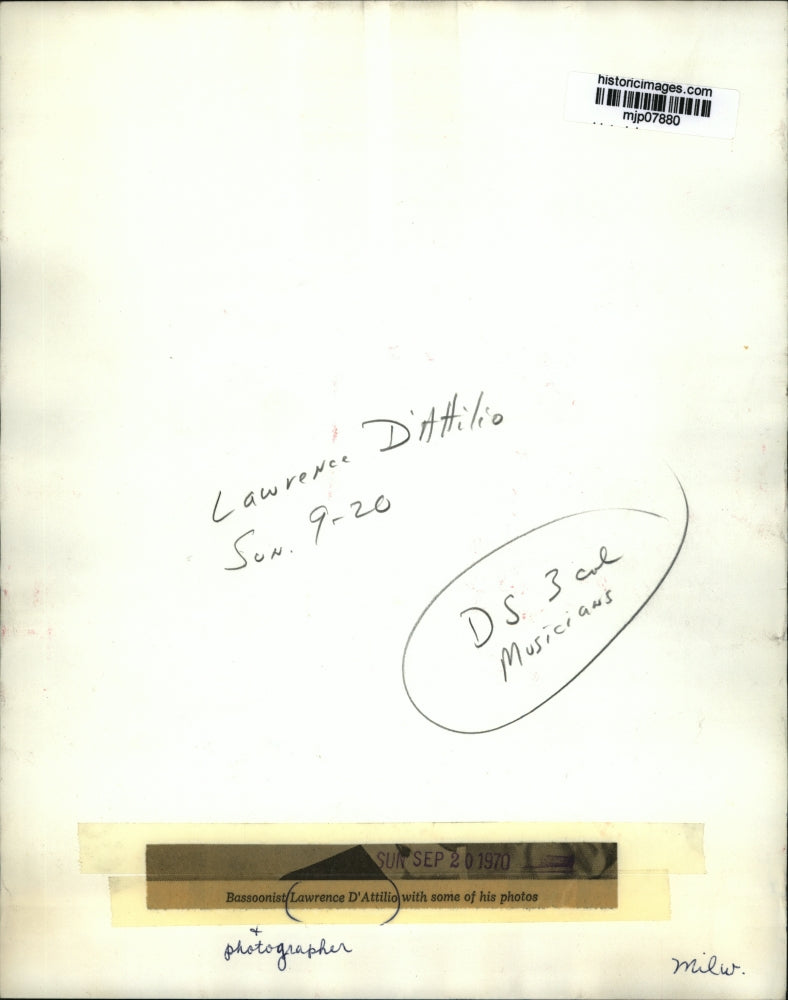 historicimages.com
mjp07880
Lawrence D'Attilio
Sun. 9-20
DS 3 col
Musicians
SUN SEP 20 1970
Bassoonist Lawrence D'Attilio with some of his photos
+
photographer
Milw.